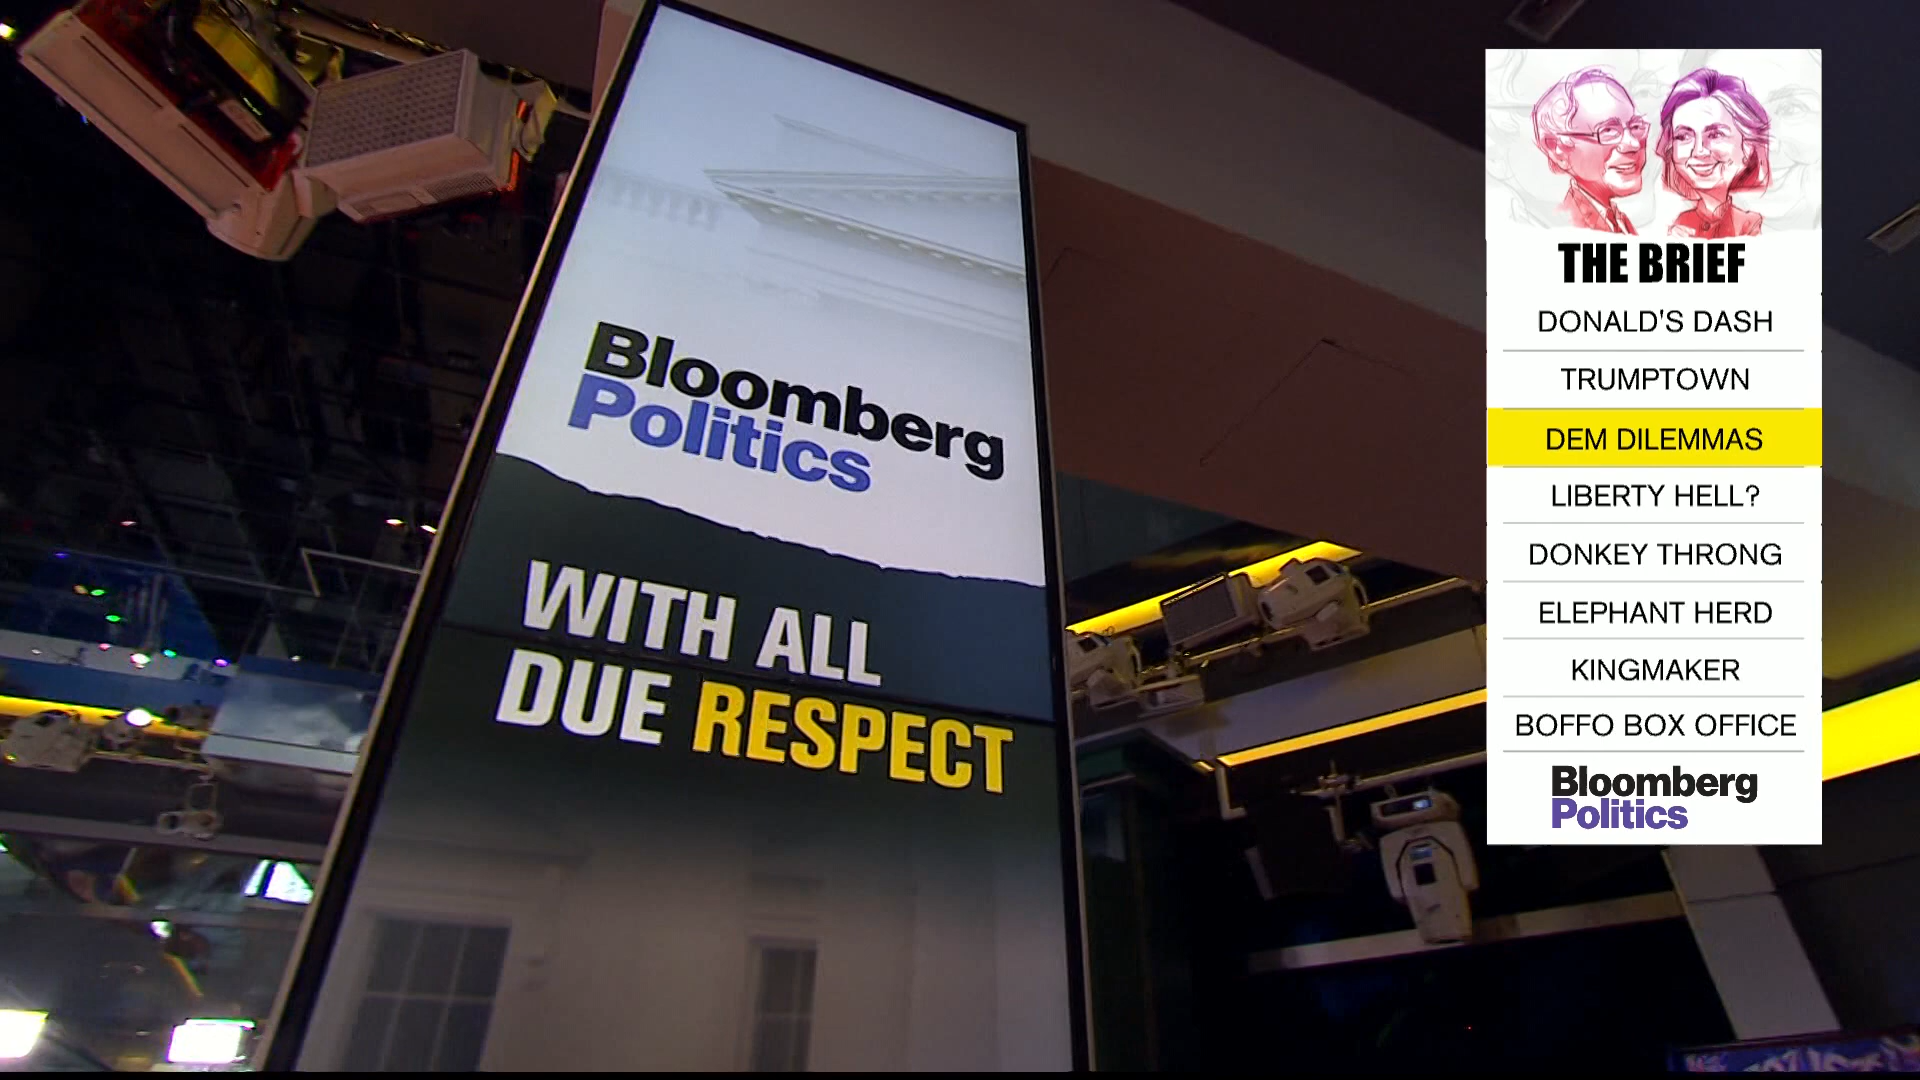 Bloomberg
Politics
WITH ALL
DUE RESPECT
THE BRIEF
DONALD'S DASH
TRUMPTOWN
DEM DILEMMAS
LIBERTY HELL?
DONKEY THRONG
ELEPHANT HERD
KINGMAKER
BOFFO BOX OFFICE
Bloomberg
Politics